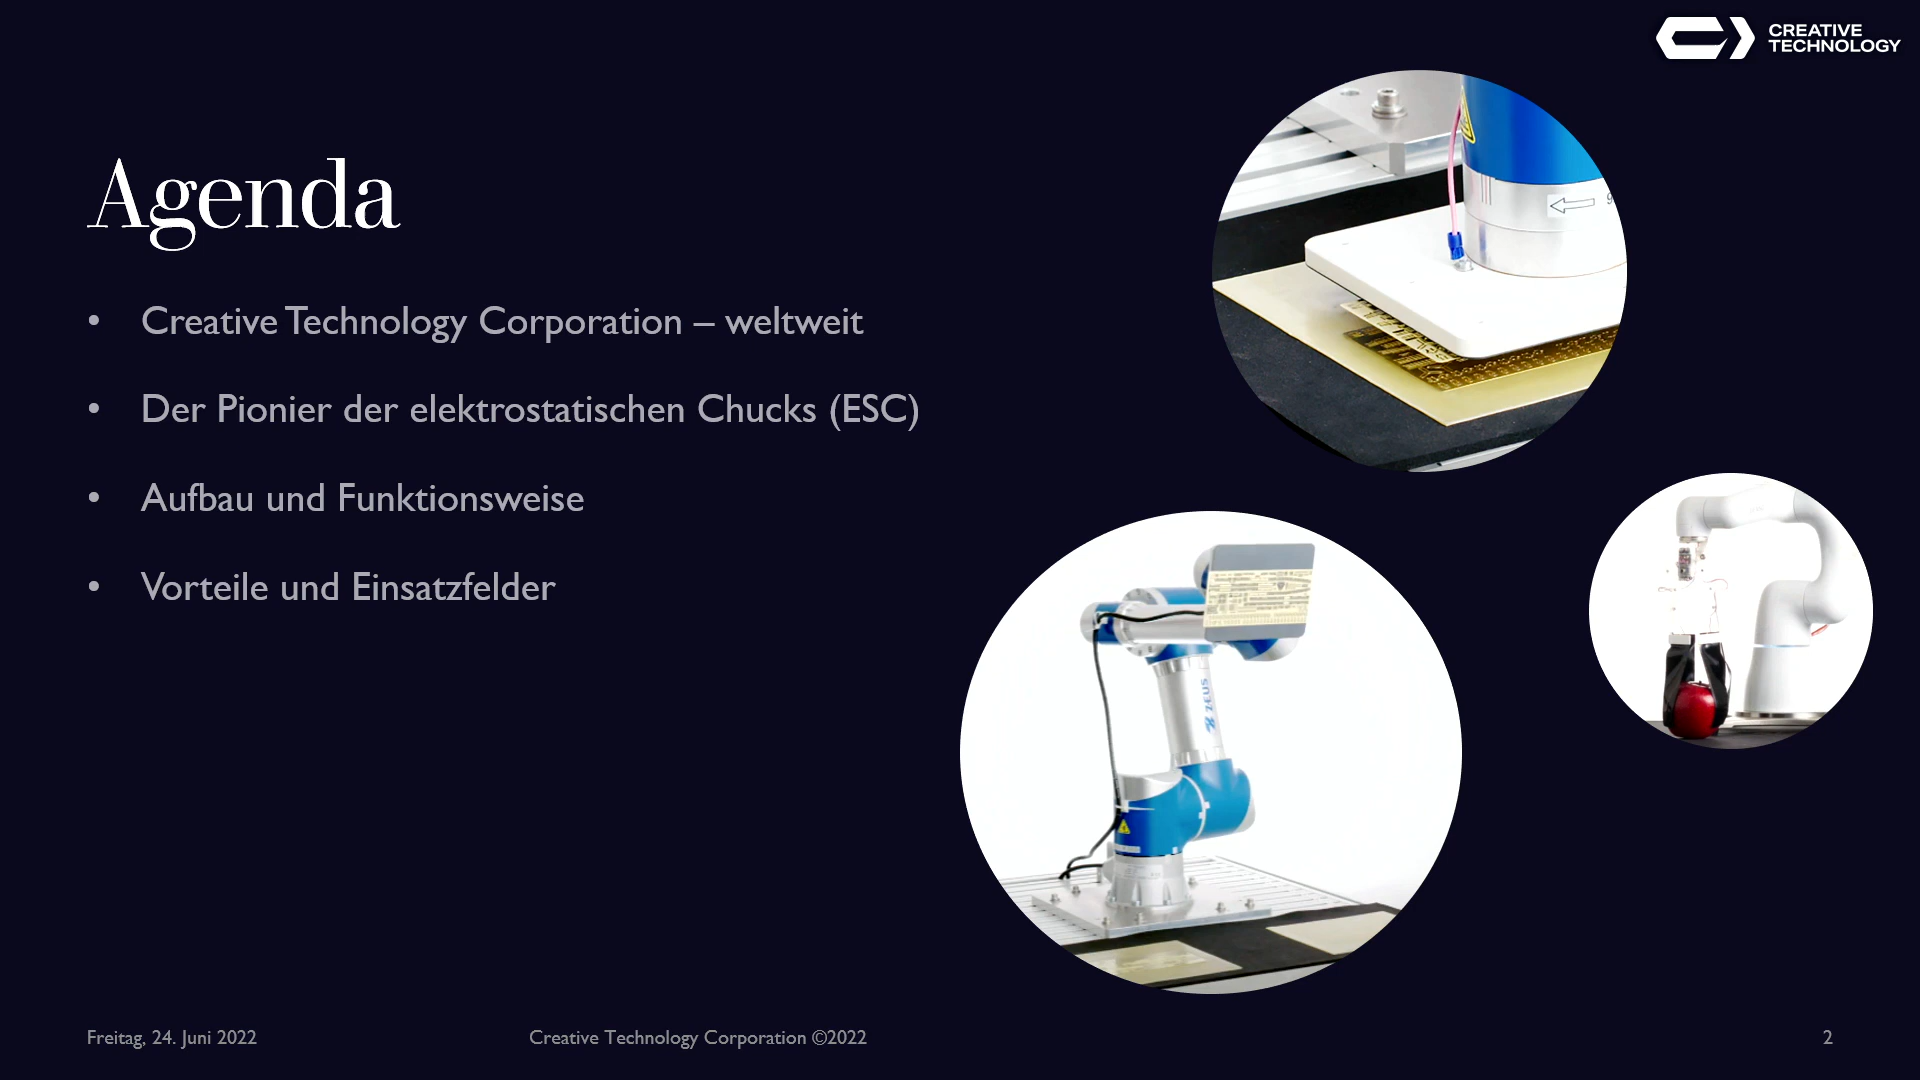 CREATIVE
TECHNOLOGY
Agenda
• Creative Technology Corporation – weltweit
• Der Pionier der elektrostatischen Chucks (ESC)
• Aufbau und Funktionsweise
• Vorteile und Einsatzfelder
ZEUS
Freitag, 24. Juni 2022
Creative Technology Corporation ©2022
2